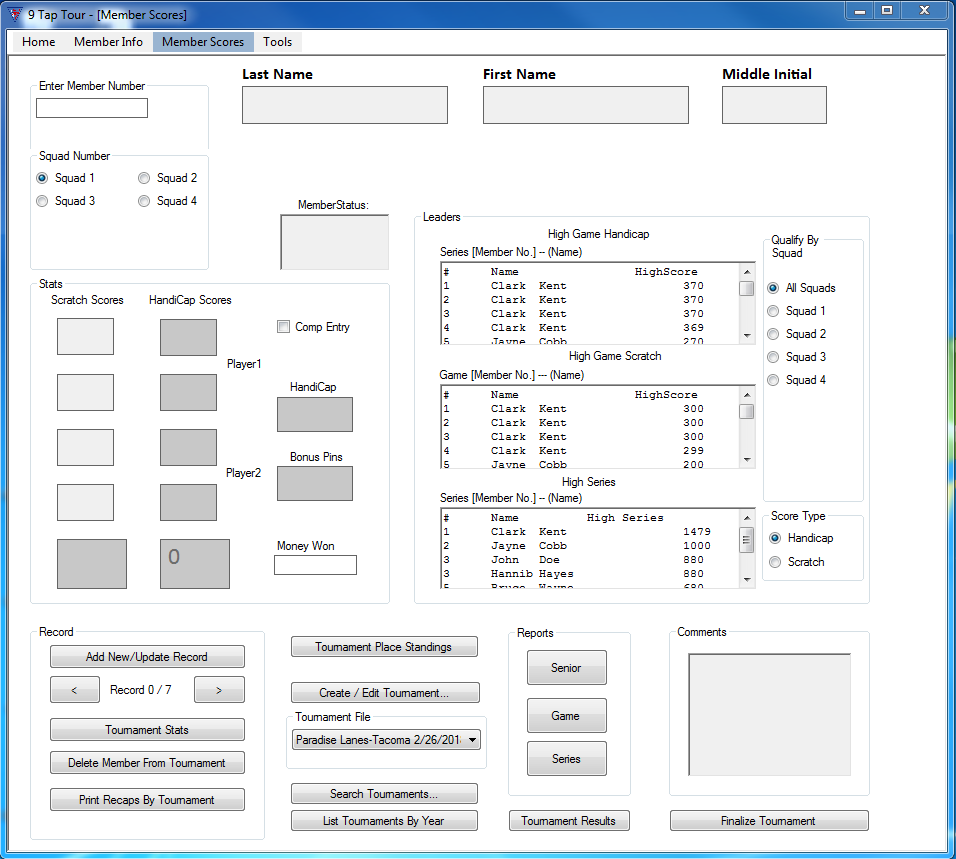 9 Tap Tour - [Member Scores]
Home Member Info Member Scores Tools
Last Name First Name Middle Initial
Enter Member Number
Squad Number
Squad 1 Squad 2
Squad 3 Squad 4
MemberStatus:
Stats
Scratch Scores HandiCap Scores
Comp Entry
Player1
HandiCap
Player2
Bonus Pins
0
Money Won
Leaders
High Game Handicap
Series [Member No.] -- (Name)
# Name HighScore
1 Clark Kent 370
2 Clark Kent 370
3 Clark Kent 370
4 Clark Kent 369
5 Jayne Cobb 270
High Game Scratch
Game [Member No.] -- (Name)
# Name HighScore
1 Clark Kent 300
2 Clark Kent 300
3 Clark Kent 300
4 Clark Kent 299
5 Jayne Cobb 200
High Series
Series [Member No.] -- (Name)
# Name High Series
1 Clark Kent 1479
2 Jayne Cobb 1000
3 John Doe 880
3 Hannib Hayes 880
5 Bruce Wayne 680
Qualify By
Squad
All Squads
Squad 1
Squad 2
Squad 3
Squad 4
Score Type
Handicap
Scratch
Record
Add New/Update Record
< Record 0 / 7 >
Tournament Stats
Delete Member From Tournament
Print Recaps By Tournament
Tournament Place Standings
Create / Edit Tournament...
Tournament File
Paradise Lanes-Tacoma 2/26/201
Search Tournaments...
List Tournaments By Year
Reports
Senior
Game
Series
Tournament Results
Comments
Finalize Tournament